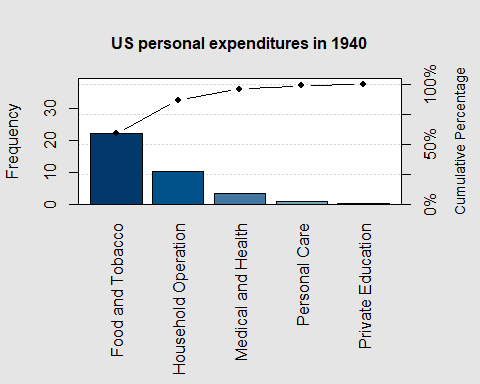 US personal expenditures in 1940
Frequency
0
10
20
30
0%
50%
100%
Cumulative Percentage
Food and Tobacco
Household Operation
Medical and Health
Personal Care
Private Education